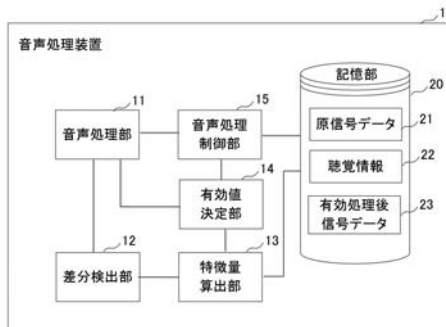 1
音声処理装置
11
音声処理部
15
音声処理
制御部
記憶部
20
原信号データ
21
聴覚情報
22
有効処理後
信号データ
23
14
有効値
決定部
12
差分検出部
13
特徴量
算出部